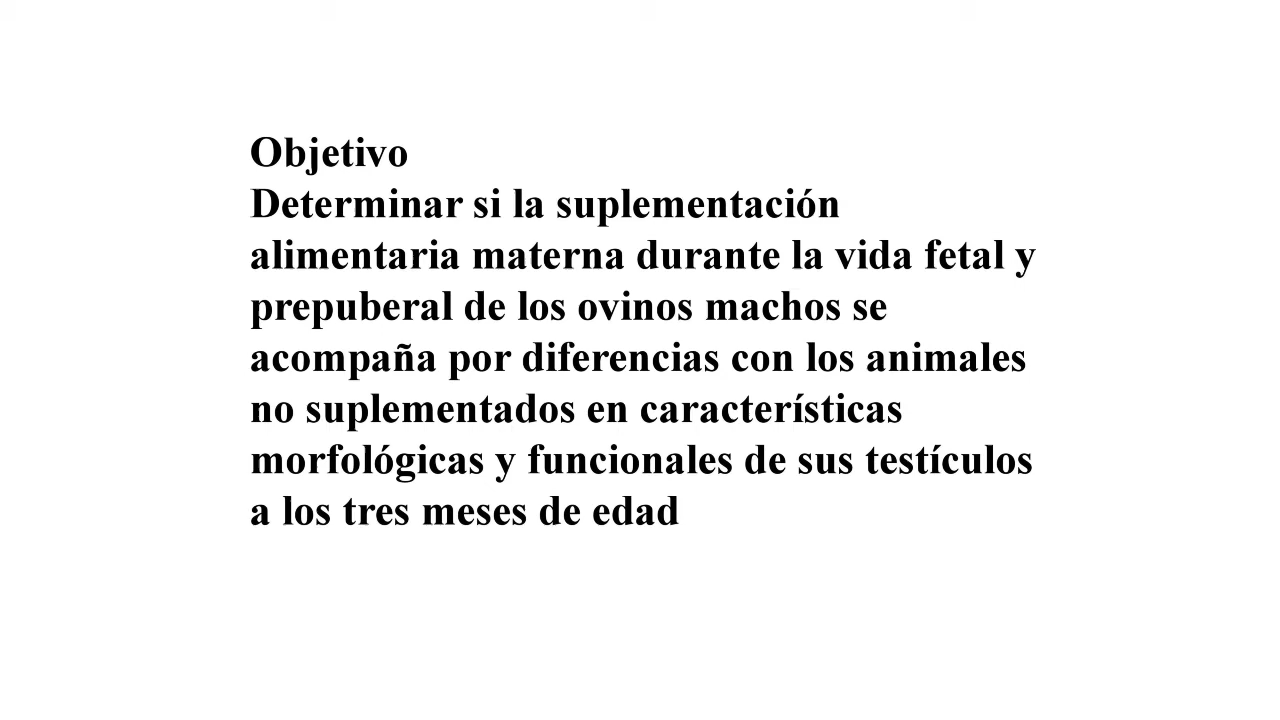 Objetivo
Determinar si la suplementación
alimentaria materna durante la vida fetal y
prepuberal de los ovinos machos se
acompaña por diferencias con los animales
no suplementados en características
morfológicas y funcionales de sus testículos
a los tres meses de edad